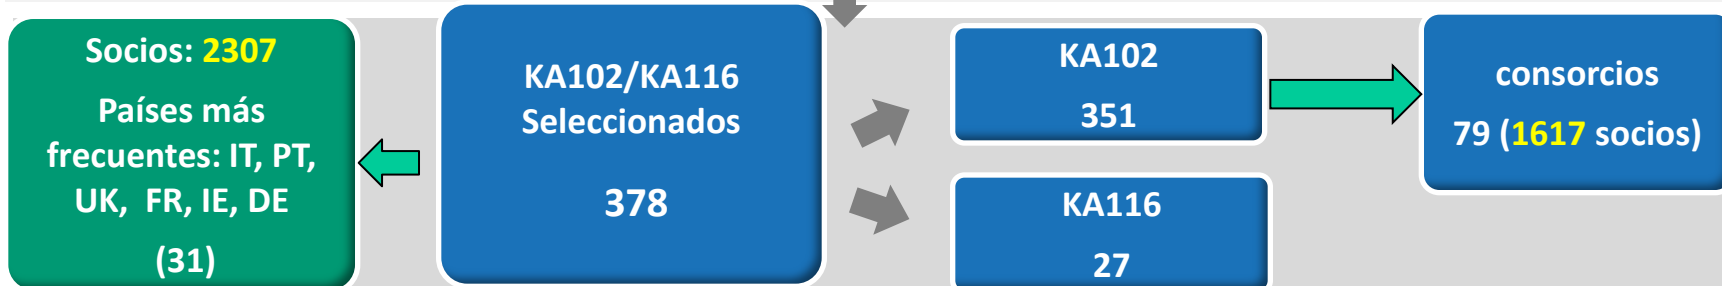 Socios: 2307
Países más
frecuentes: IT, PT,
UK, FR, IE, DE
(31)
KA102/KA116
Seleccionados
378
KA102
351
KA116
27
consorcios
79 (1617 socios)